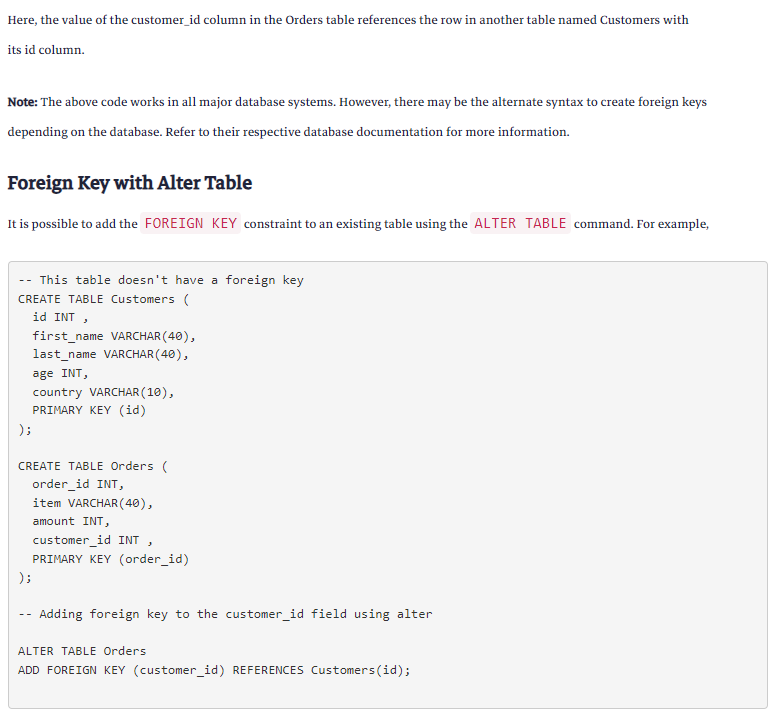 Here, the value of the customer_id column in the Orders table references the row in another table named Customers with
its id column.
Note: The above code works in all major database systems. However, there may be the alternate syntax to create foreign keys
depending on the database. Refer to their respective database documentation for more information.
Foreign Key with Alter Table
It is possible to add the FOREIGN KEY constraint to an existing table using the ALTER TABLE command. For example,
-- This table doesn't have a foreign key
CREATE TABLE Customers (
  id INT ,
  first_name VARCHAR(40),
  last_name VARCHAR(40),
  age INT,
  country VARCHAR(10),
  PRIMARY KEY (id)
);
CREATE TABLE Orders (
  order_id INT,
  item VARCHAR(40),
  amount INT,
  customer_id INT ,
  PRIMARY KEY (order_id)
);
-- Adding foreign key to the customer_id field using alter
ALTER TABLE Orders
ADD FOREIGN KEY (customer_id) REFERENCES Customers(id);